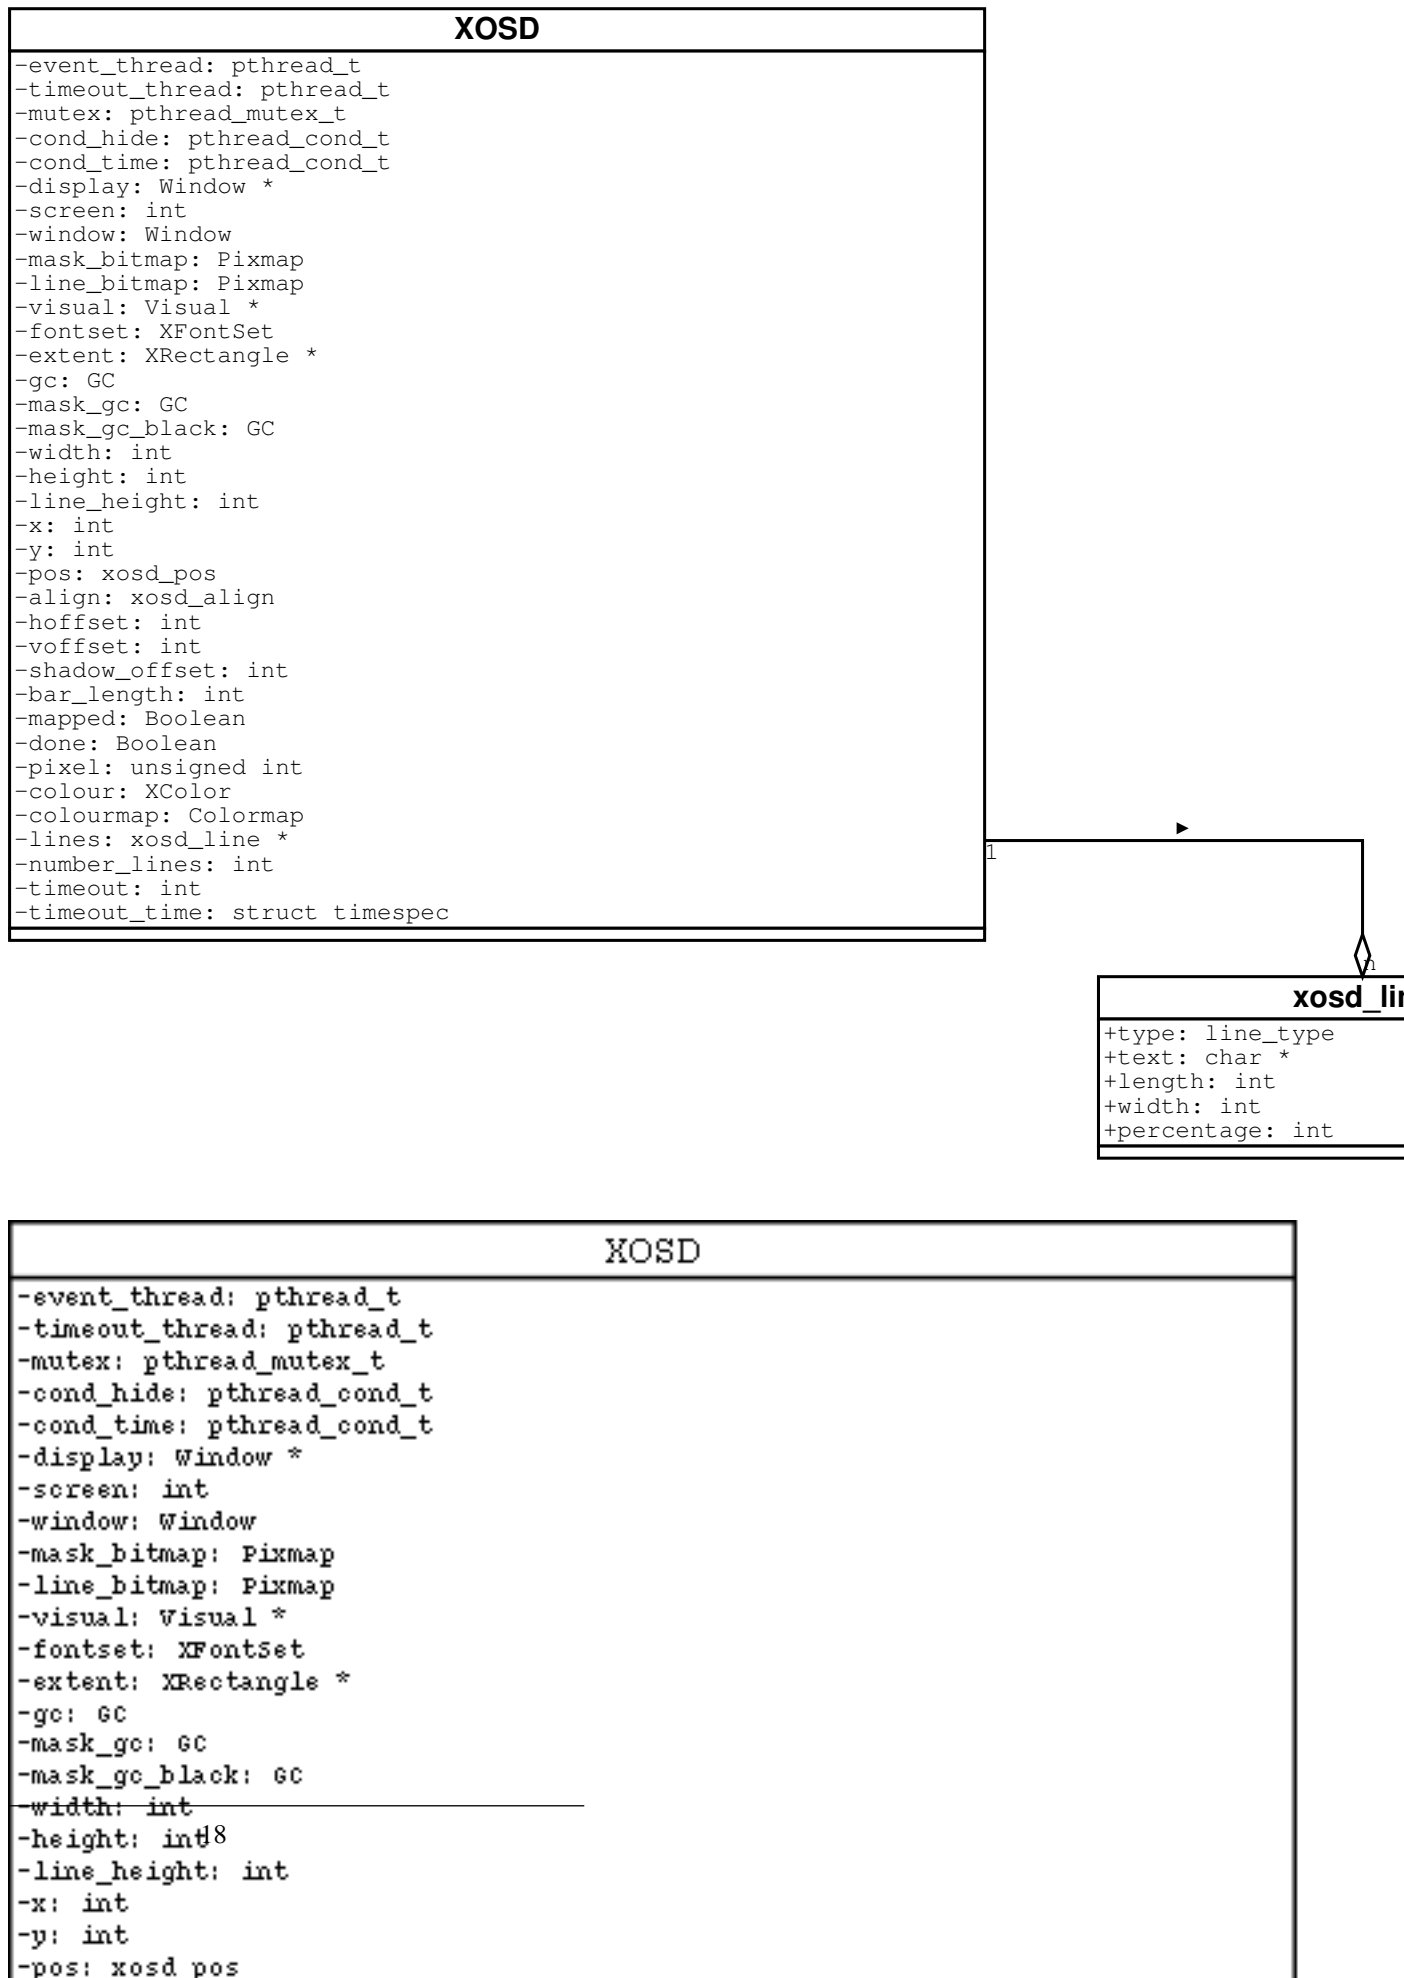 XOSD
-event_thread: pthread_t
-timeout_thread: pthread_t
-mutex: pthread_mutex_t
-cond_hide: pthread_cond_t
-cond_time: pthread_cond_t
-display: Window *
-screen: int
-window: Window
-mask_bitmap: Pixmap
-line_bitmap: Pixmap
-visual: Visual *
-fontset: XFontSet
-extent: XRectangle *
-gc: GC
-mask_gc: GC
-mask_gc_black: GC
-width: int
-height: int
-line_height: int
-x: int
-y: int
-pos: xosd_pos
-align: xosd_align
-hoffset: int
-voffset: int
-shadow_offset: int
-bar_length: int
-mapped: Boolean
-done: Boolean
-pixel: unsigned int
-colour: XColor
-colourmap: Colormap
-lines: xosd_line *
-number_lines: int
-timeout: int
-timeout_time: struct timespec
1
n
xosd_li
+type: line_type
+text: char *
+length: int
+width: int
+percentage: int
XOSD
-event_thread: pthread_t
-timeout_thread: pthread_t
-mutex: pthread_mutex_t
-cond_hide: pthread_cond_t
-cond_time: pthread_cond_t
-display: Window *
-screen: int
-window: Window
-mask_bitmap: Pixmap
-line_bitmap: Pixmap
-visual: Visual *
-fontset: XFontSet
-extent: XRectangle *
-gc: GC
-mask_gc: GC
-mask_gc_black: GC
-width: int
-height: int
18
-line_height: int
-x: int
-y: int
-pos: xosd_pos